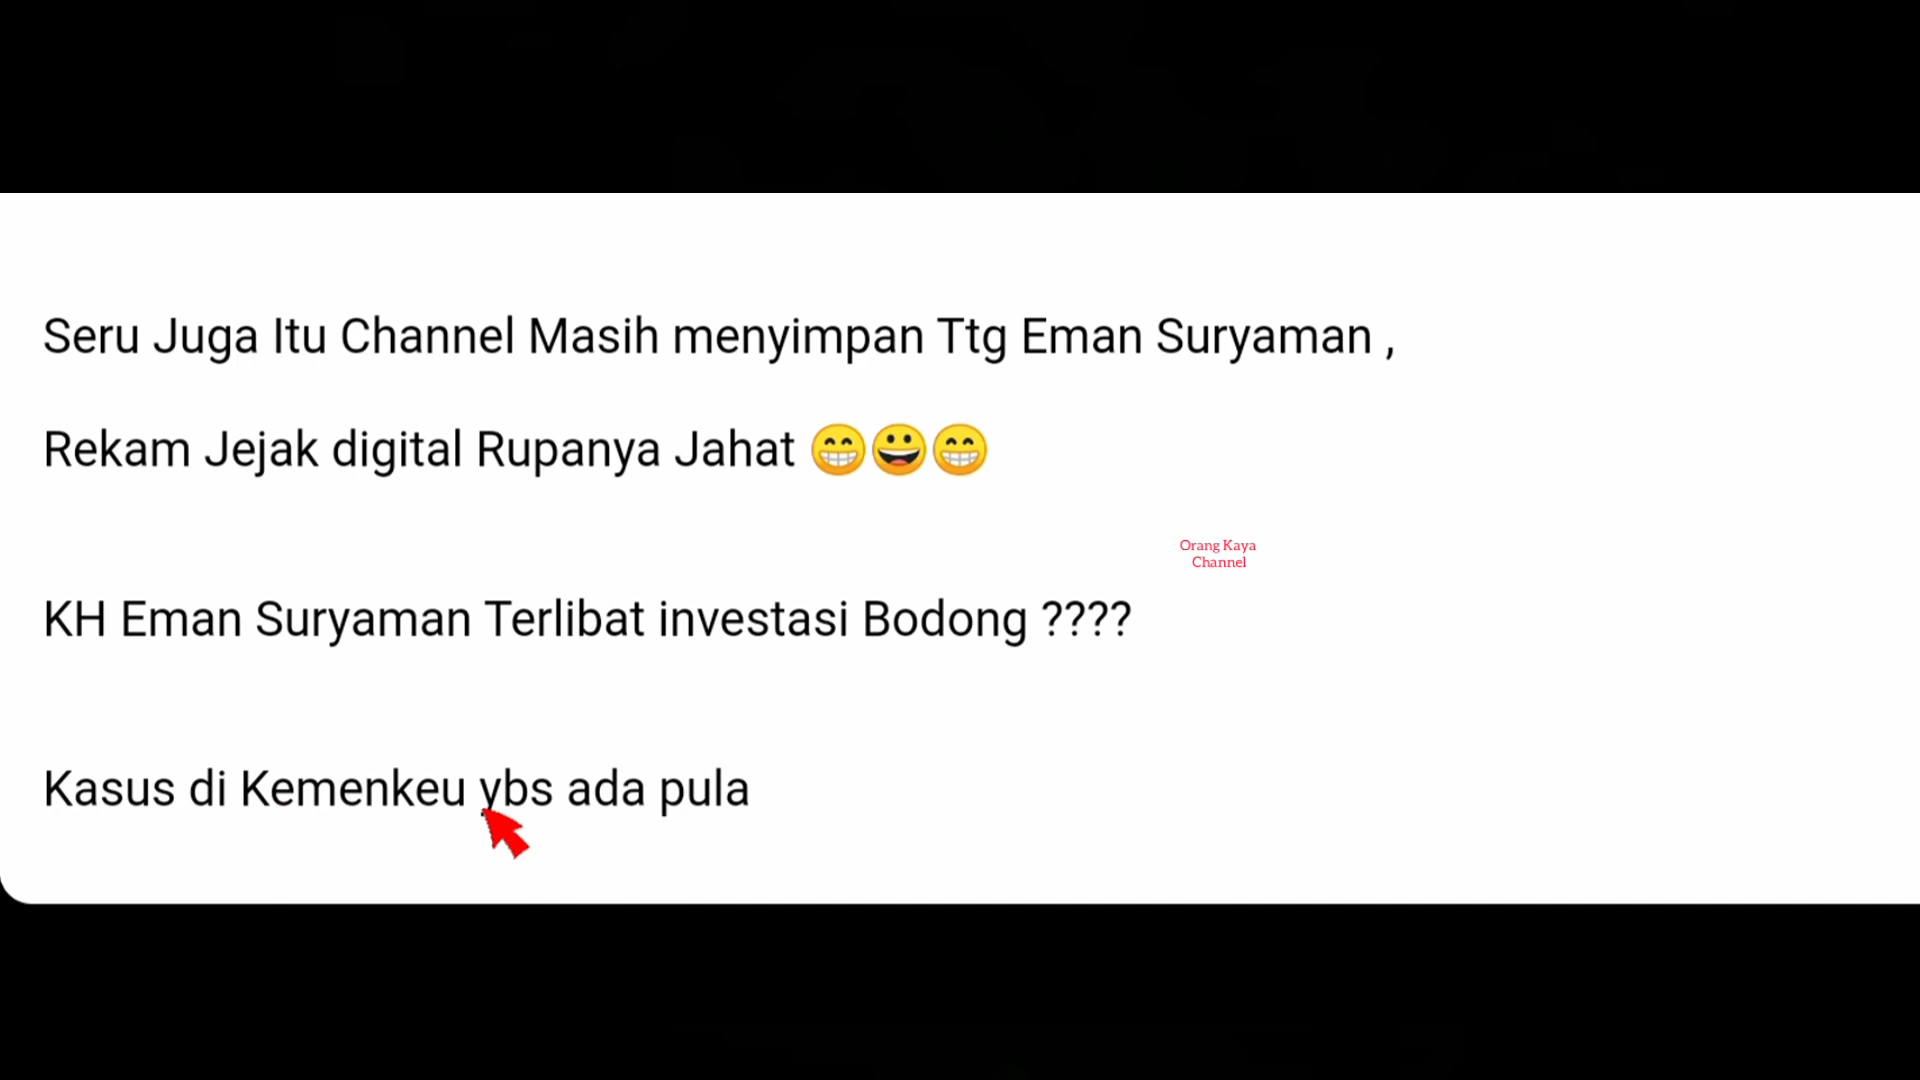 Seru Juga Itu Channel Masih menyimpan Ttg Eman Suryaman ,
Rekam Jejak digital Rupanya Jahat 😁😀😁
Orang Kaya
Channel
KH Eman Suryaman Terlibat investasi Bodong ????
Kasus di Kemenkeu ybs ada pula